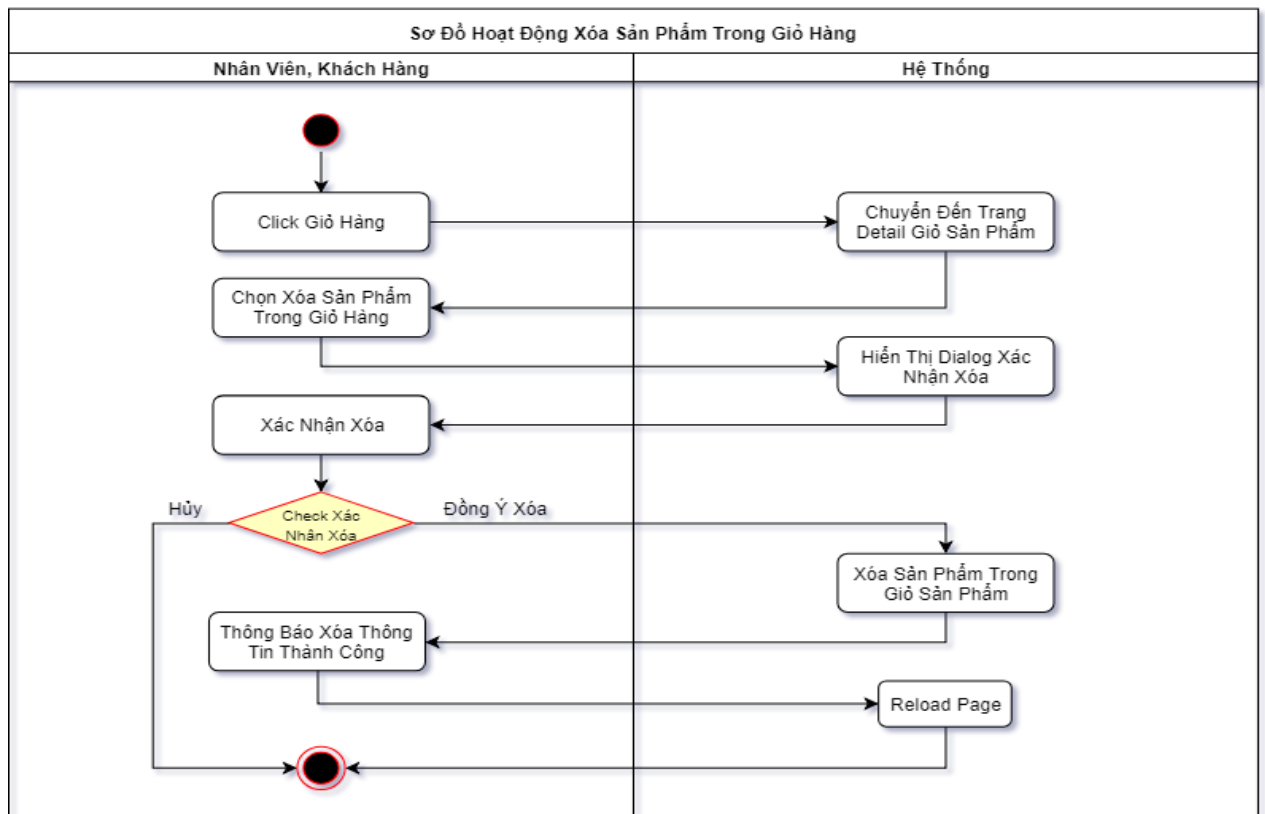 Sơ Đồ Hoạt Động Xóa Sản Phẩm Trong Giỏ Hàng
Nhân Viên, Khách Hàng
Hệ Thống
Click Giỏ Hàng
Chuyển Đến Trang
Detail Giỏ Sản Phẩm
Chọn Xóa Sản Phẩm
Trong Giỏ Hàng
Hiển Thị Dialog Xác
Nhận Xóa
Xác Nhận Xóa
Hủy
Check Xác
Nhân Xóa
Đồng Ý Xóa
Xóa Sản Phẩm Trong
Giỏ Sản Phẩm
Thông Báo Xóa Thông
Tin Thành Công
Reload Page